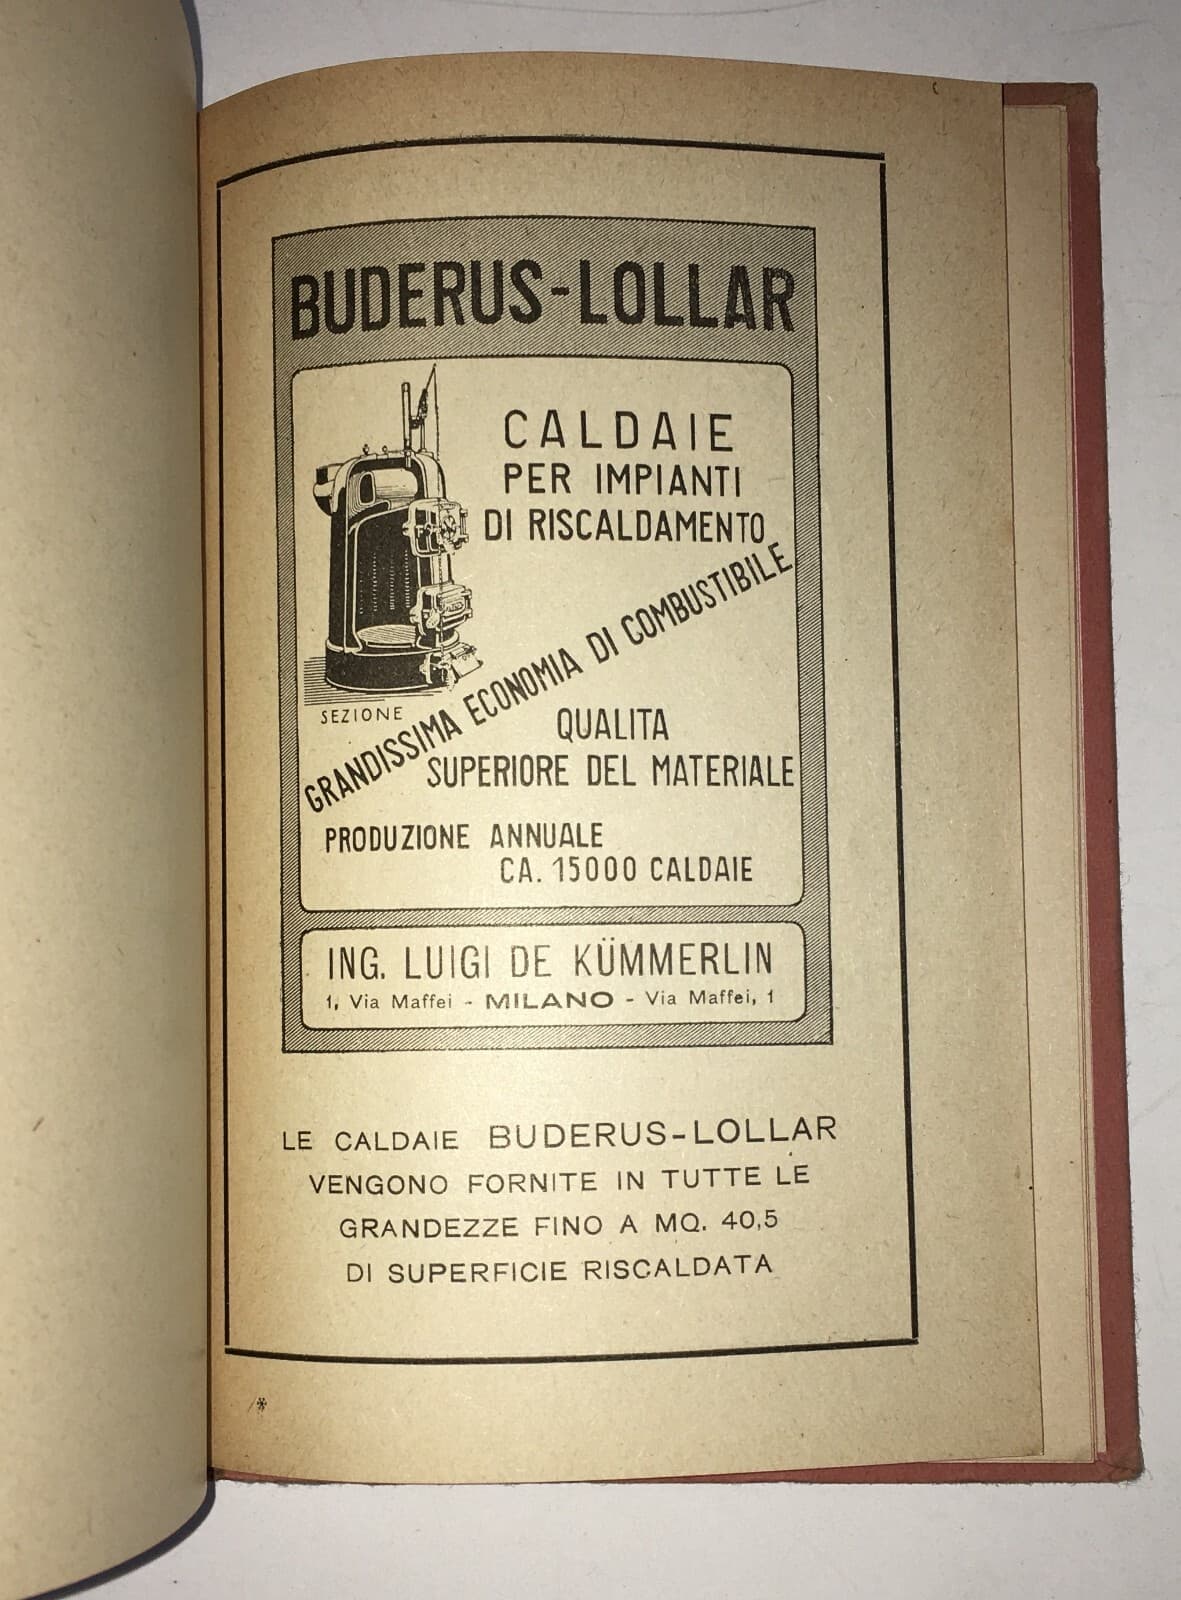 BUDERUS-LOLLAR
CALDAIE
PER IMPIANTI
DI RISCALDAMENTO
GRANDISSIMA ECONOMIA DI COMBUSTIBILE
SEZIONE
QUALITA
SUPERIORE DEL MATERIALE
PRODUZIONE ANNUALE
CA. 15000 CALDAIE
ING. LUIGI DE KÜMMERLIN
1, Via Maffei - MILANO - Via Maffei, 1
LE CALDAIE BUDERUS-LOLLAR
VENGONO FORNITE IN TUTTE LE
GRANDEZZE FINO A MQ. 40,5
DI SUPERFICIE RISCALDATA
*